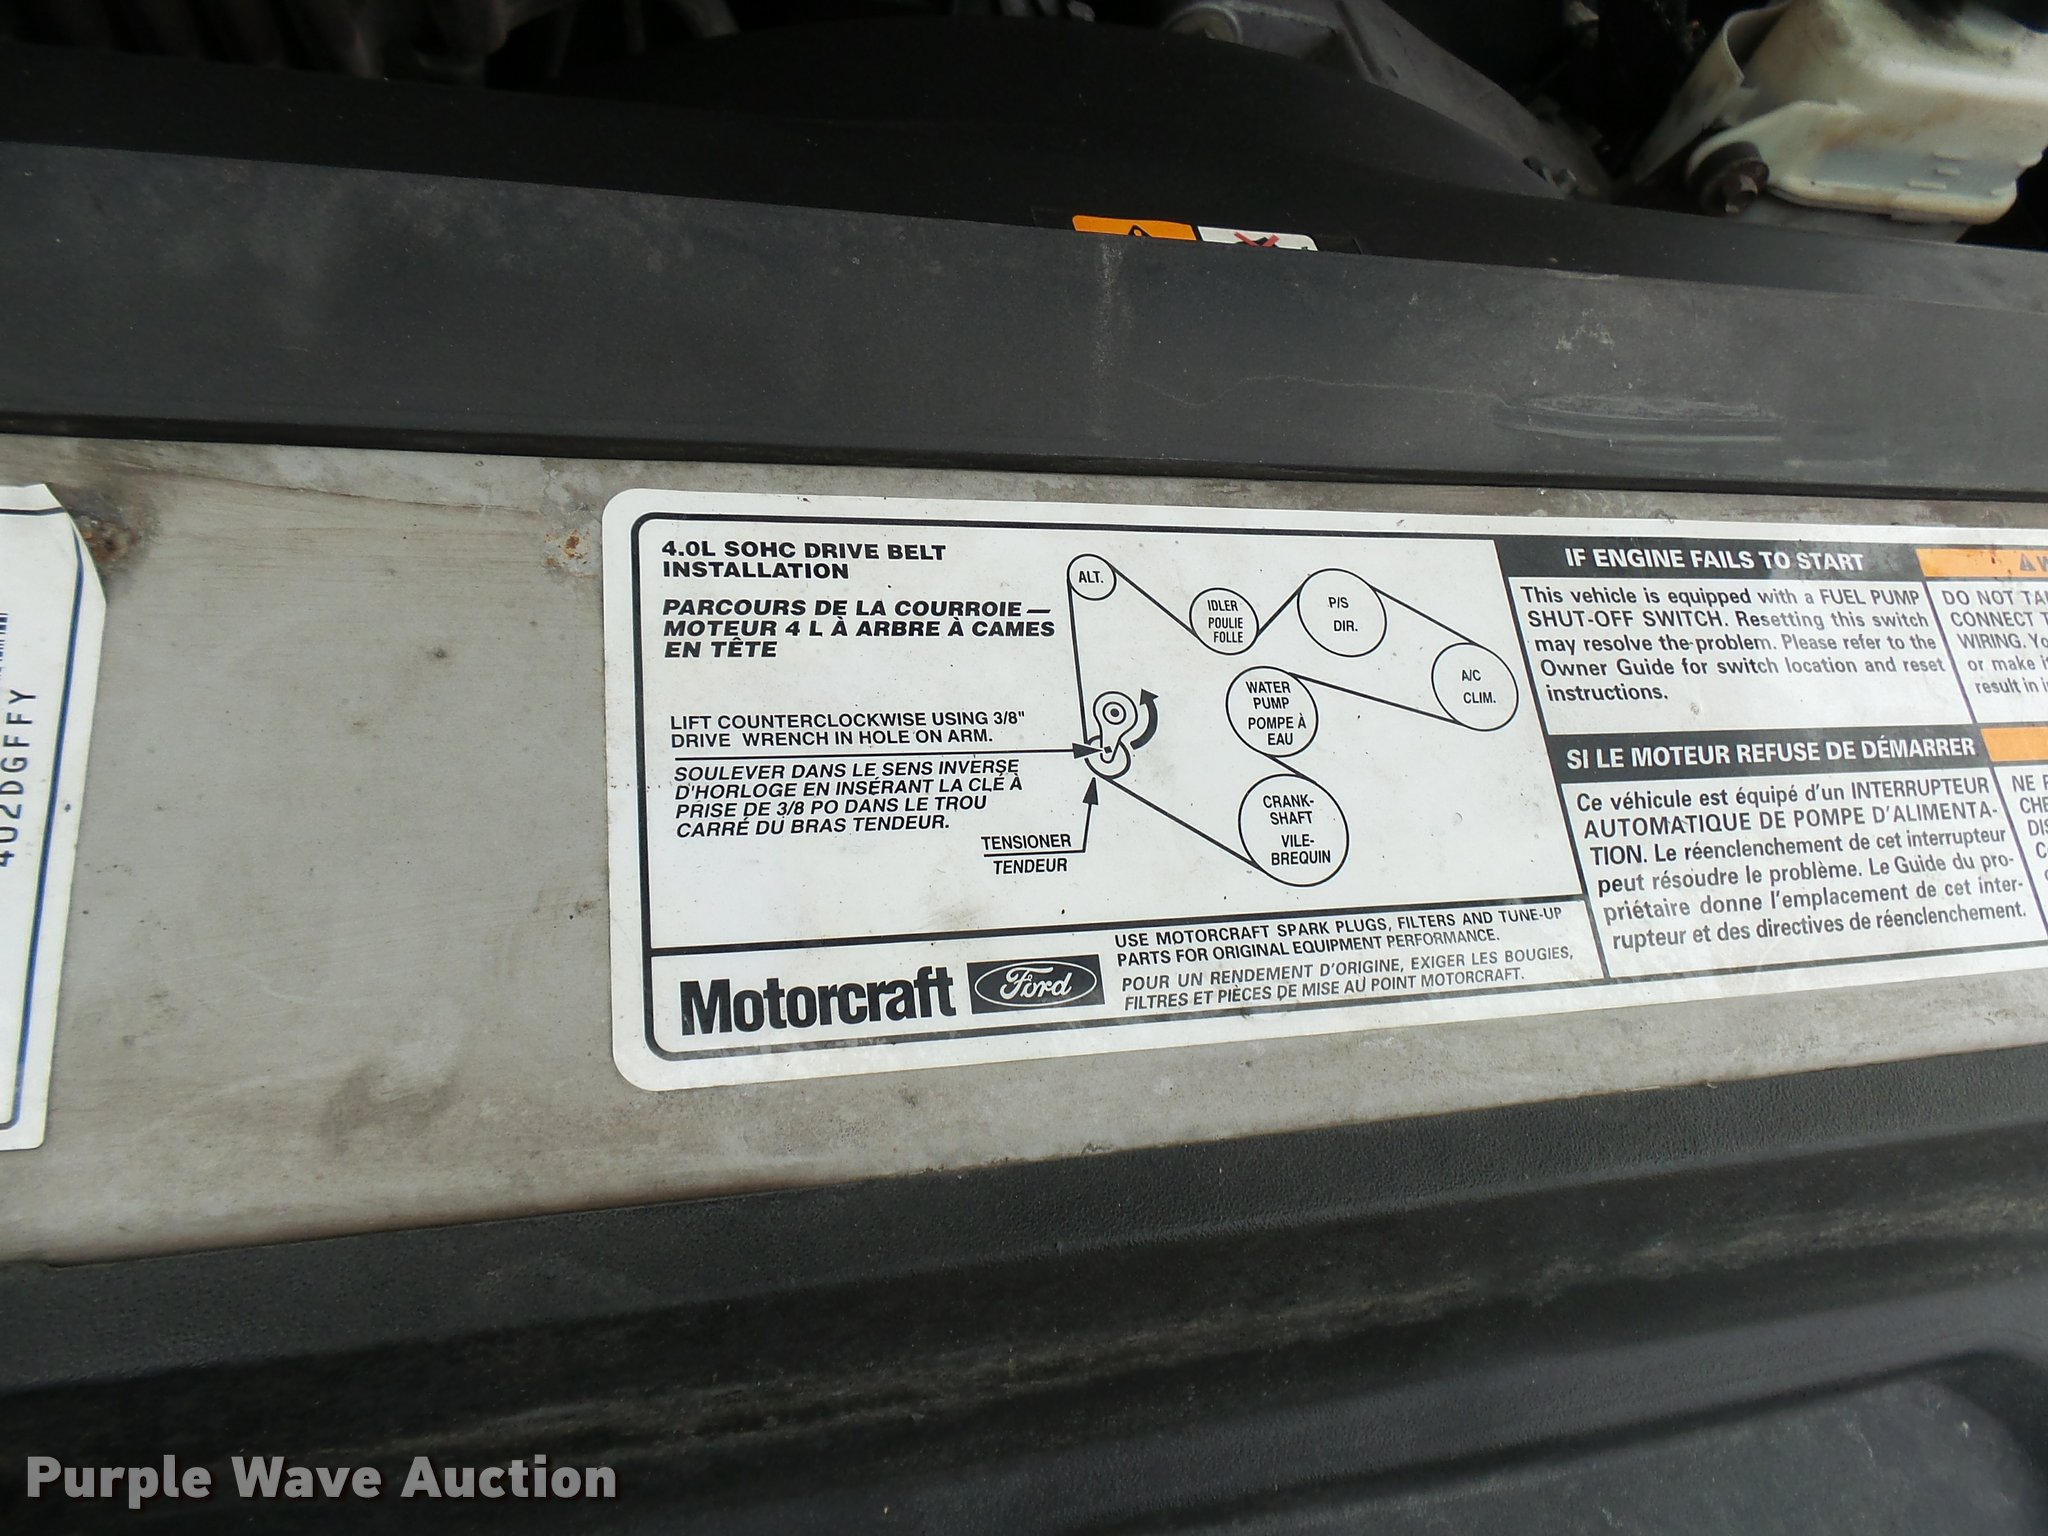 4.0L SOHC DRIVE BELT
INSTALLATION
PARCOURS DE LA COURROIE —
MOTEUR 4 L À ARBRE À CAMES
EN TÊTE
LIFT COUNTERCLOCKWISE USING 3/8"
DRIVE WRENCH IN HOLE ON ARM.
SOULEVER DANS LE SENS INVERSE
D'HORLOGE EN INSÉRANT LA CLÉ À
PRISE DE 3/8 PO DANS LE TROU
CARRÉ DU BRAS TENDEUR.
TENSIONER
TENDEUR
ALT.
IDLER
POULIE
FOLLE
P/S
DIR.
A/C
CLIM.
WATER
PUMP
POMPE À
EAU
CRANK-
SHAFT
VILE-
BREQUIN
Motorcraft
Ford
USE MOTORCRAFT SPARK PLUGS, FILTERS AND TUNE-UP
PARTS FOR ORIGINAL EQUIPMENT PERFORMANCE.
POUR UN RENDEMENT D'ORIGINE, EXIGER LES BOUGIES,
FILTRES ET PIÈCES DE MISE AU POINT MOTORCRAFT.
IF ENGINE FAILS TO START
This vehicle is equipped with a FUEL PUMP
SHUT-OFF SWITCH. Resetting this switch
may resolve the problem. Please refer to the
Owner Guide for switch location and reset
instructions.
SI LE MOTEUR REFUSE DE DÉMARRER
Ce véhicule est équipé d'un INTERRUPTEUR
AUTOMATIQUE DE POMPE D'ALIMENTA-
TION. Le réenclenchement de cet interrupteur
peut résoudre le problème. Le Guide du pro-
priétaire donne l'emplacement de cet inter-
rupteur et des directives de réenclenchement.
DO NOT
CONNECT
WIRING.
or make
result in
4U2DGFFY
Purple Wave Auction